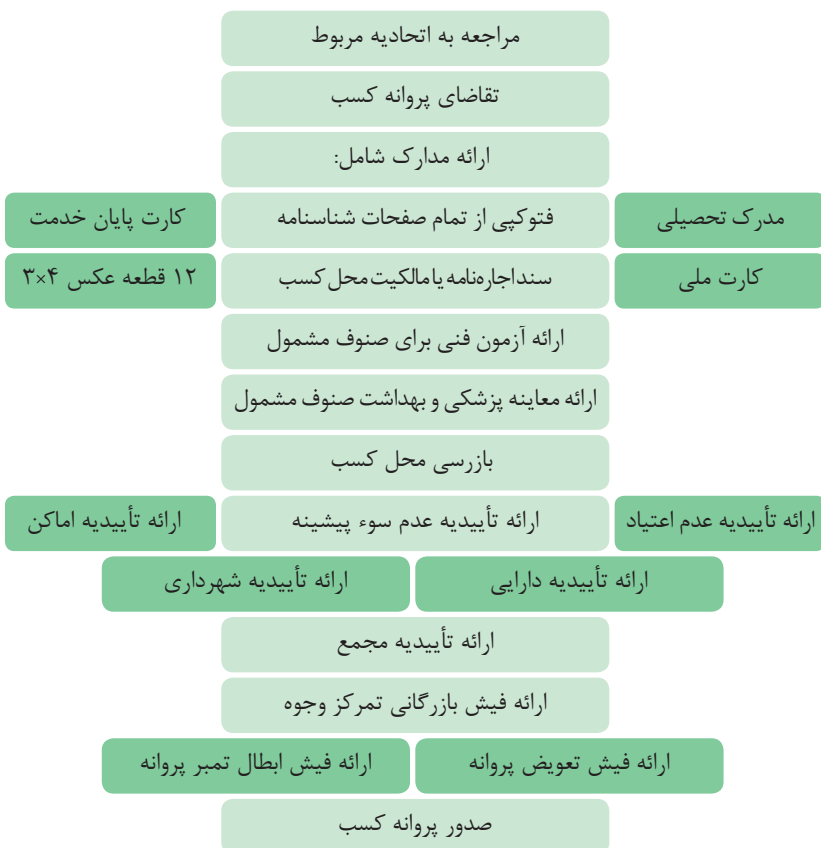 مراجعه به اتحادیه مربوط
تقاضای پروانه کسب
ارائه مدارک شامل:
مدرک تحصیلی
فتوکپی از تمام صفحات شناسنامه
کارت پایان خدمت
کارت ملی
سند اجاره‌نامه یا مالکیت محل کسب
۱۲ قطعه عکس ۴×۳
ارائه آزمون فنی برای صنوف مشمول
ارائه معاینه پزشکی و بهداشت صنوف مشمول
بازرسی محل کسب
ارائه تأییدیه عدم اعتیاد
ارائه تأییدیه عدم سوء پیشینه
ارائه تأییدیه اماکن
ارائه تأییدیه دارایی
ارائه تأییدیه شهرداری
ارائه تأییدیه مجمع
ارائه فیش بازرگانی تمرکز وجوه
ارائه فیش تعویض پروانه
ارائه فیش ابطال تمبر پروانه
صدور پروانه کسب